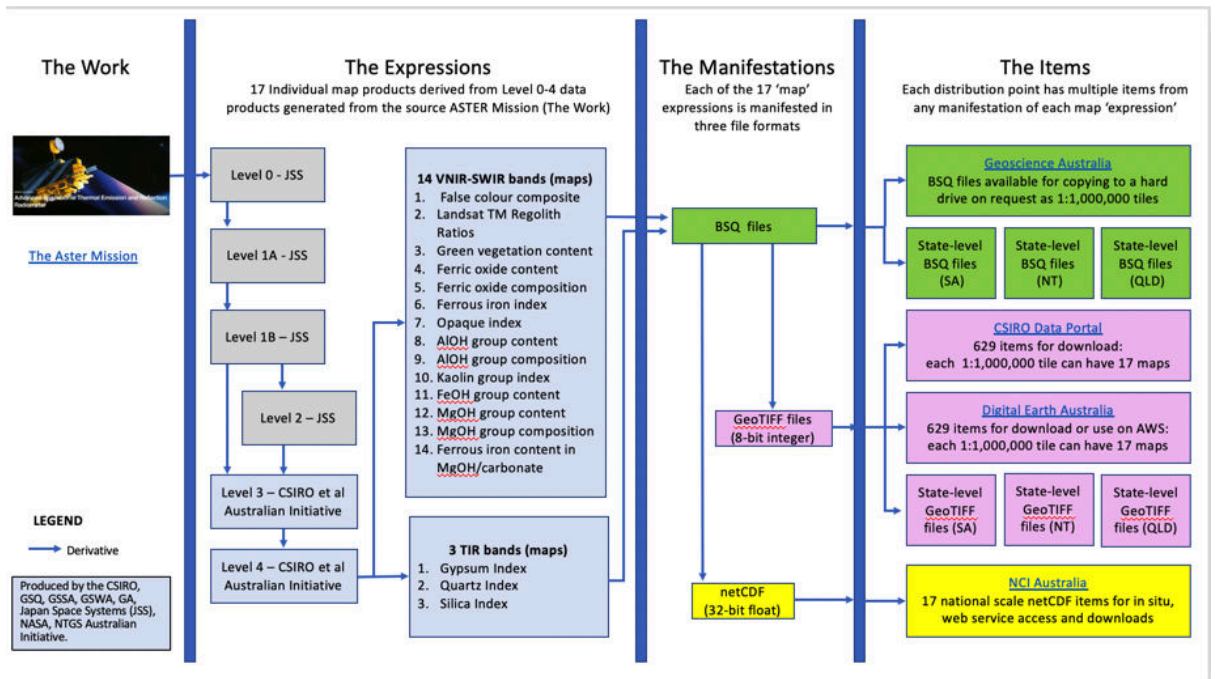 The Work
The Aster Mission
LEGEND
Derivative
Produced by the CSIRO,
GSQ, GSSA, GSWA, GA,
Japan Space Systems (JSS),
NASA, NTGS Australian
Initiative.
The Expressions
17 Individual map products derived from Level 0-4 data
products generated from the source ASTER Mission (The Work)
Level 0 - JSS
Level 1A - JSS
Level 1B – JSS
Level 2 – JSS
Level 3 – CSIRO et al
Australian Initiative
Level 4 – CSIRO et al
Australian Initiative
14 VNIR-SWIR bands (maps)
1. False colour composite
2. Landsat TM Regolith
Ratios
3. Green vegetation content
4. Ferric oxide content
5. Ferric oxide composition
6. Ferrous iron index
7. Opaque index
8. AlOH group content
9. AlOH group composition
10. Kaolin group index
11. FeOH group content
12. MgOH group content
13. MgOH group composition
14. Ferrous iron content in
MgOH/carbonate
3 TIR bands (maps)
1. Gypsum Index
2. Quartz Index
3. Silica Index
The Manifestations
Each of the 17 ‘map’
expressions is manifested in
three file formats
BSQ files
GeoTIFF files
(8-bit integer)
netCDF
(32-bit float)
The Items
Each distribution point has multiple items from
any manifestation of each map ‘expression’
Geoscience Australia
BSQ files available for copying to a hard
drive on request as 1:1,000,000 tiles
State-level
BSQ files
(SA)
State-level
BSQ files
(NT)
State-level
BSQ files
(QLD)
CSIRO Data Portal
629 items for download:
each 1:1,000,000 tile can have 17 maps
Digital Earth Australia
629 items for download or use on AWS:
each 1:1,000,000 tile can have 17 maps
State-level
GeoTIFF
files (SA)
State-level
GeoTIFF
files (NT)
State-level
GeoTIFF
files (QLD)
NCI Australia
17 national scale netCDF items for in situ,
web service access and downloads